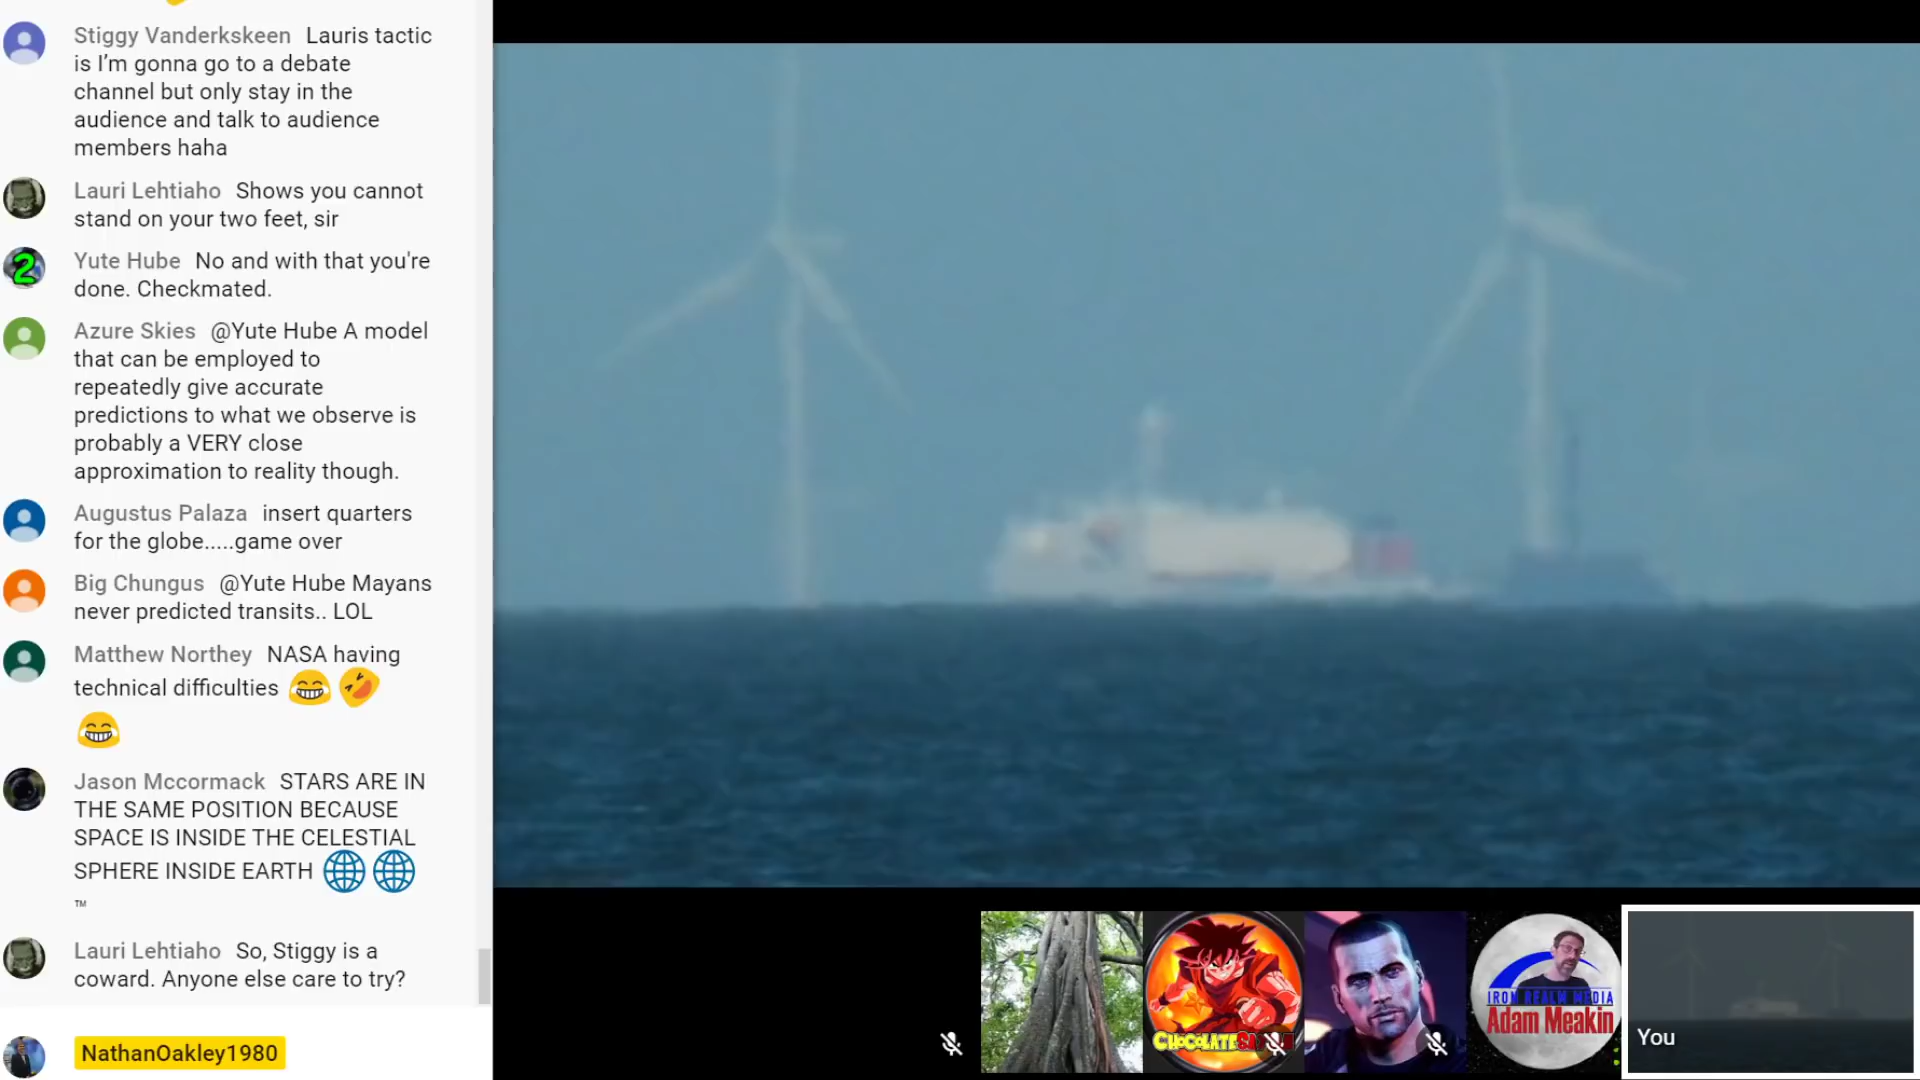 Stiggy Vanderkskeen Lauris tactic
is I’m gonna go to a debate
channel but only stay in the
audience and talk to audience
members haha
Lauri Lehtiaho Shows you cannot
stand on your two feet, sir
2
Yute Hube No and with that you're
done. Checkmated.
Azure Skies @Yute Hube A model
that can be employed to
repeatedly give accurate
predictions to what we observe is
probably a VERY close
approximation to reality though.
Augustus Palaza insert quarters
for the globe.....game over
Big Chungus @Yute Hube Mayans
never predicted transits.. LOL
Matthew Northey NASA having
technical difficulties
Jason Mccormack STARS ARE IN
THE SAME POSITION BECAUSE
SPACE IS INSIDE THE CELESTIAL
SPHERE INSIDE EARTH
™
Lauri Lehtiaho So, Stiggy is a
coward. Anyone else care to try?
NathanOakley1980
IRON REALM MEDIA
Adam Meakin
You